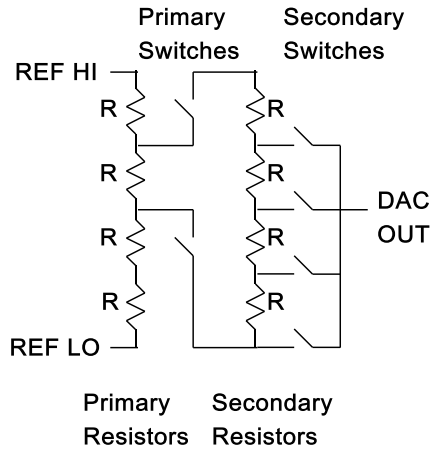 Primary Secondary
Switches Switches
REF HI
R R
R R
DAC
OUT
R R
R R
REF LO
Primary Secondary
Resistors Resistors